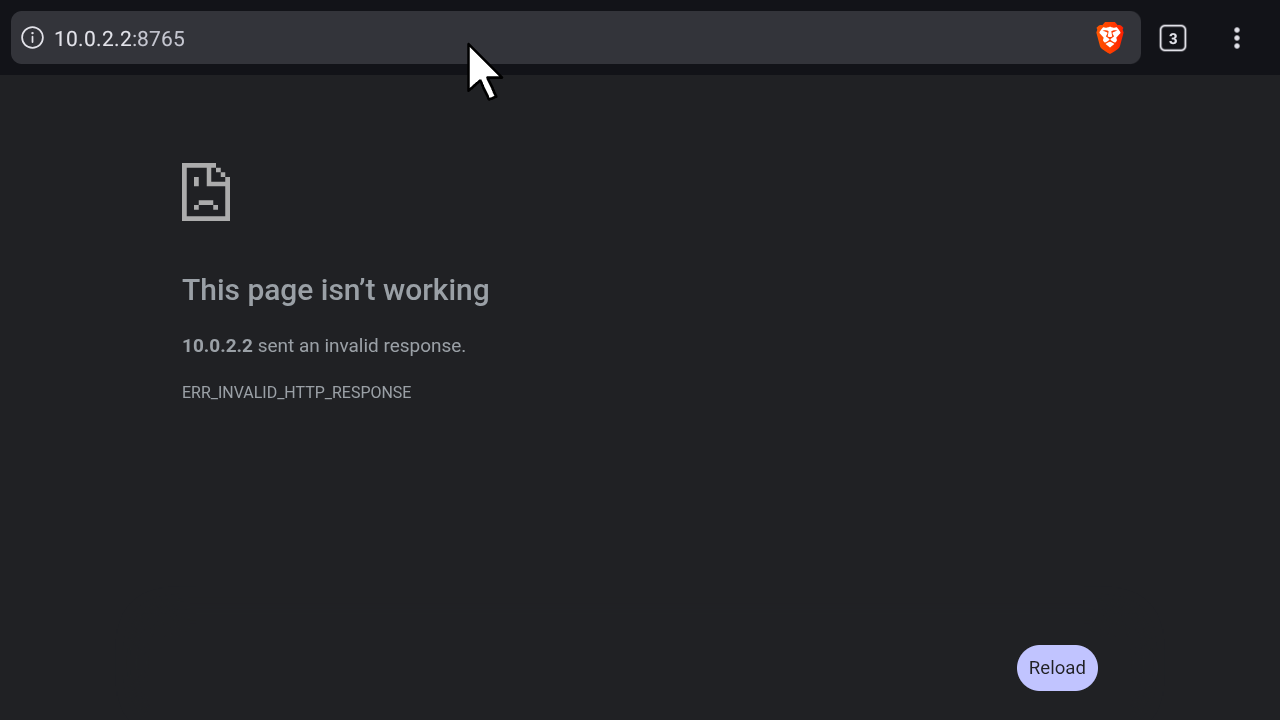 10.0.2.2:8765
3
This page isn’t working
10.0.2.2 sent an invalid response.
ERR_INVALID_HTTP_RESPONSE
Reload